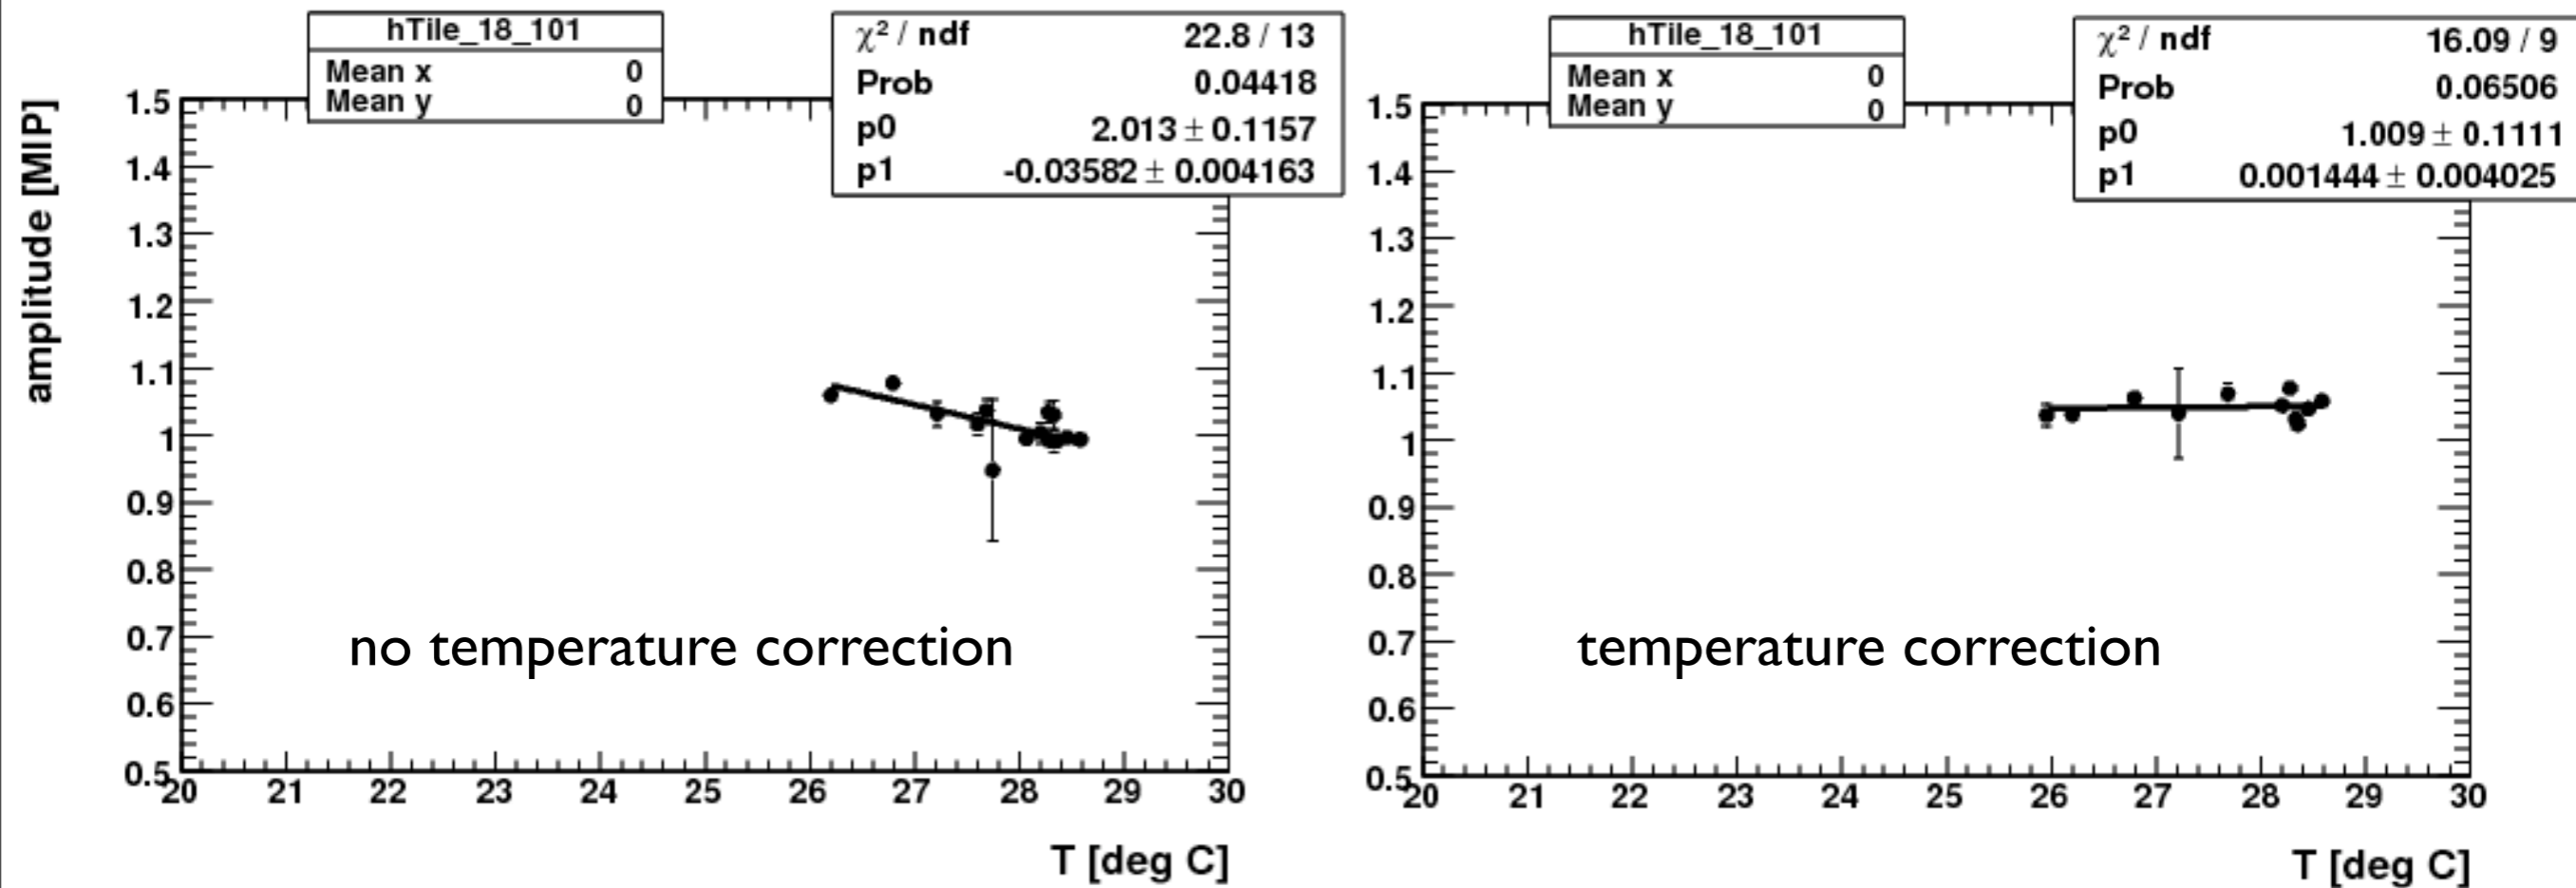 hTile_18_101
Mean x 0
Mean y 0
χ² / ndf 22.8 / 13
Prob 0.04418
p0 2.013 ± 0.1157
p1 -0.03582 ± 0.004163
amplitude [MIP]
1.5
1.4
1.3
1.2
1.1
1
0.9
0.8
0.7
0.6
0.5
no temperature correction
20 21 22 23 24 25 26 27 28 29 30
T [deg C]
hTile_18_101
Mean x 0
Mean y 0
χ² / ndf 16.09 / 9
Prob 0.06506
p0 1.009 ± 0.1111
p1 0.001444 ± 0.004025
1.5
1.4
1.3
1.2
1.1
1
0.9
0.8
0.7
0.6
0.5
temperature correction
20 21 22 23 24 25 26 27 28 29 30
T [deg C]